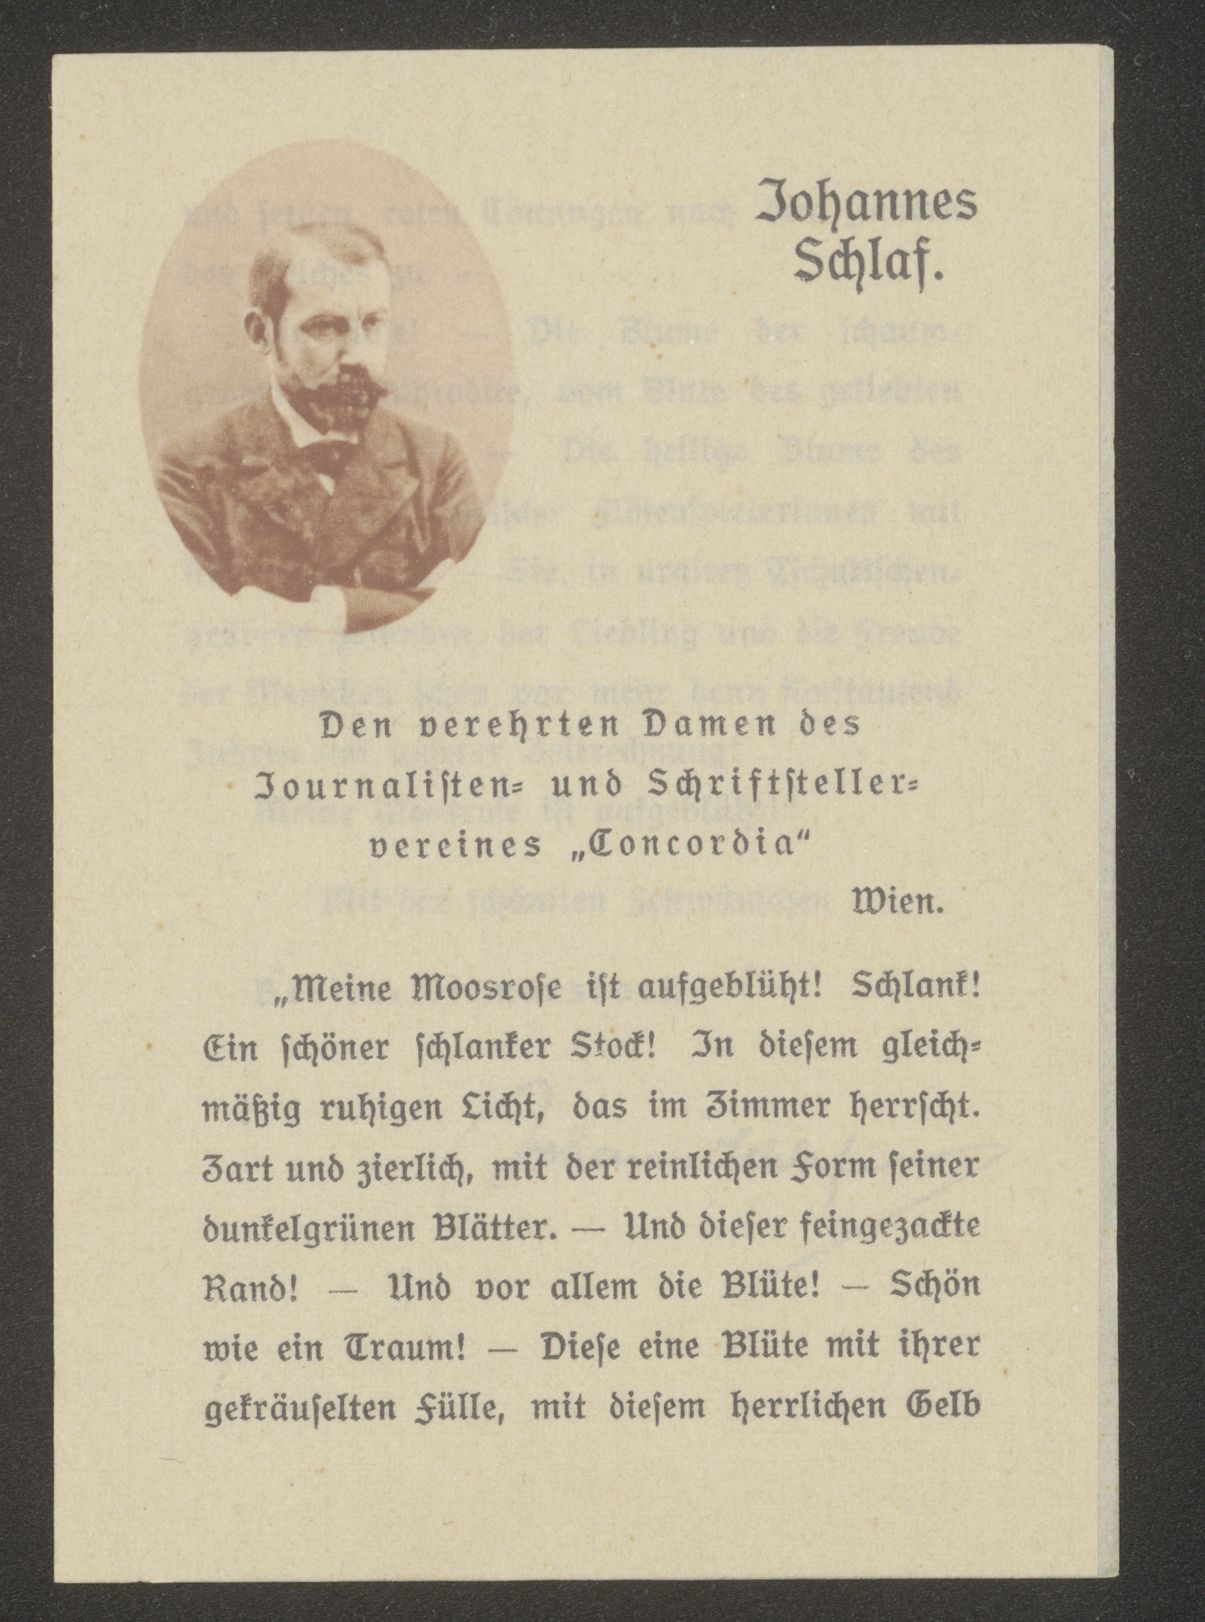 Johannes
Schlaf.
Den verehrten Damen des
Journaliſten⸗ und Schriftſteller⸗
vereines „Concordia“
Wien.
„Meine Moosroſe iſt aufgeblüht! Schlank!
Ein ſchöner ſchlanker Stock! In dieſem gleich⸗
mäßig ruhigen Licht, das im Zimmer herrſcht.
Zart und zierlich, mit der reinlichen Form ſeiner
dunkelgrünen Blätter. — Und dieſer feingezackte
Rand! — Und vor allem die Blüte! — Schön
wie ein Traum! — Dieſe eine Blüte mit ihrer
gekräuſelten Fülle, mit dieſem herrlichen Gelb